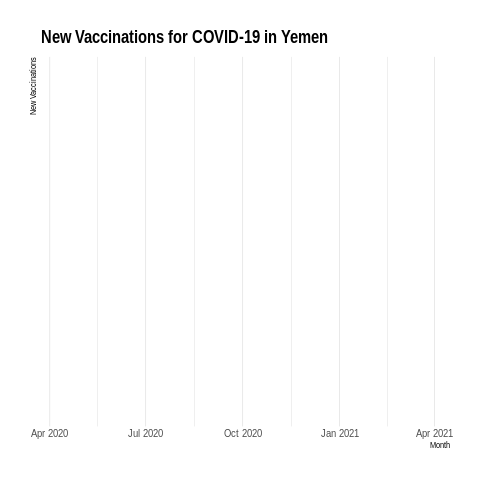 New Vaccinations for COVID-19 in Yemen
New Vaccinations
Apr 2020 Jul 2020 Oct 2020 Jan 2021 Apr 2021
Month